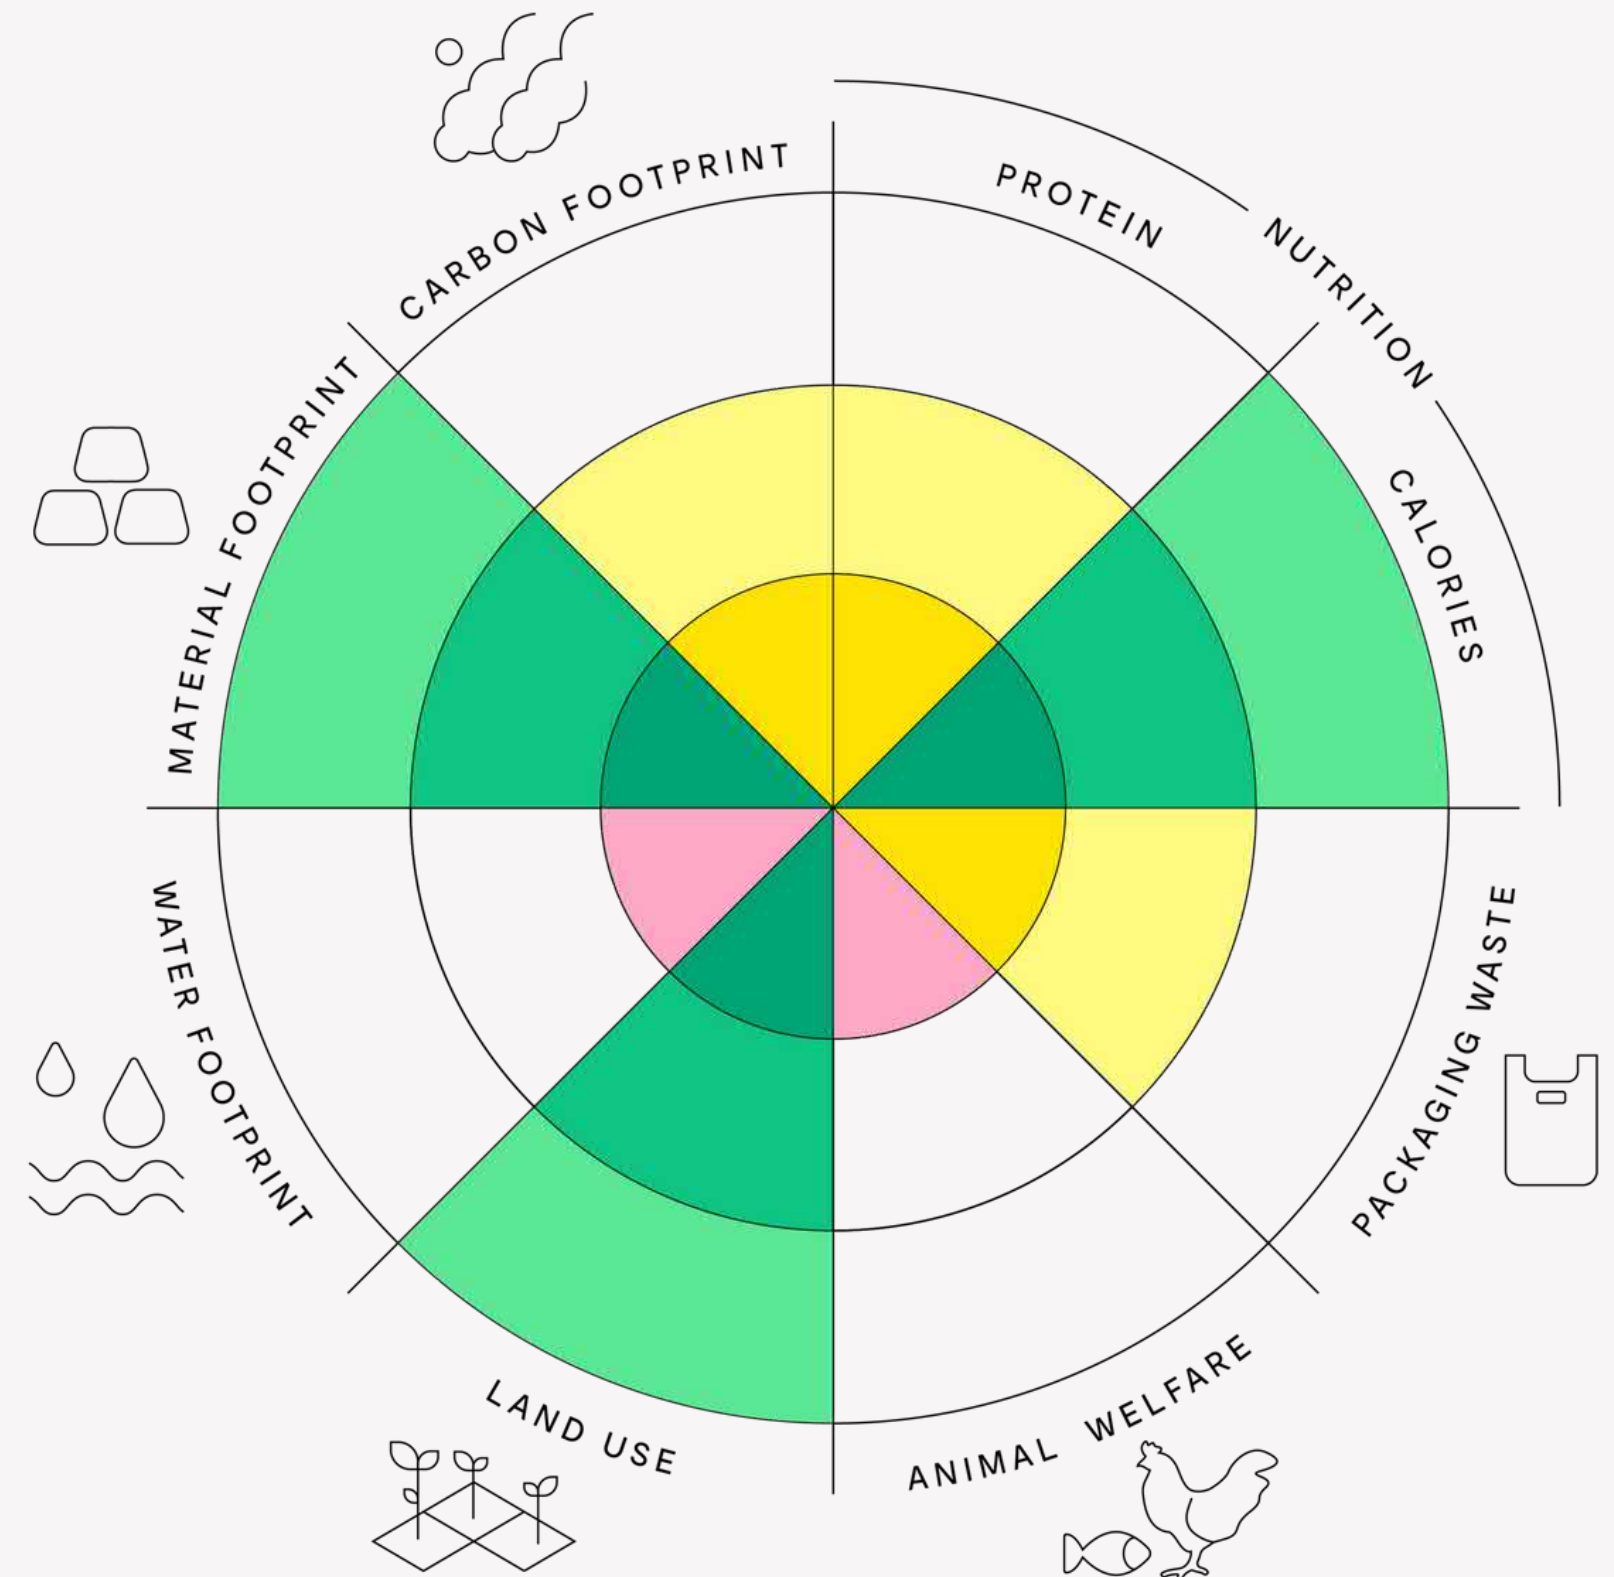 CARBON FOOTPRINT
PROTEIN
NUTRITION
CALORIES
MATERIAL FOOTPRINT
WATER FOOTPRINT
PACKAGING WASTE
LAND USE
ANIMAL WELFARE